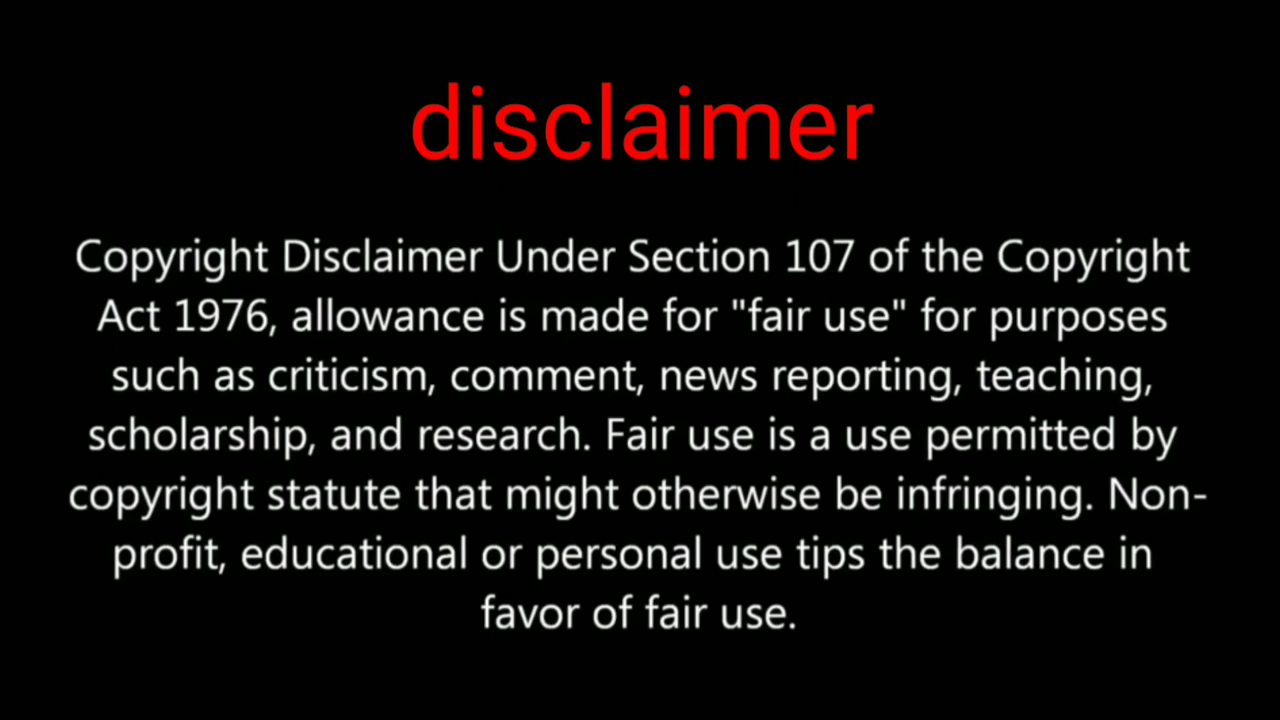 disclaimer
Copyright Disclaimer Under Section 107 of the Copyright
Act 1976, allowance is made for "fair use" for purposes
such as criticism, comment, news reporting, teaching,
scholarship, and research. Fair use is a use permitted by
copyright statute that might otherwise be infringing. Non-
profit, educational or personal use tips the balance in
favor of fair use.